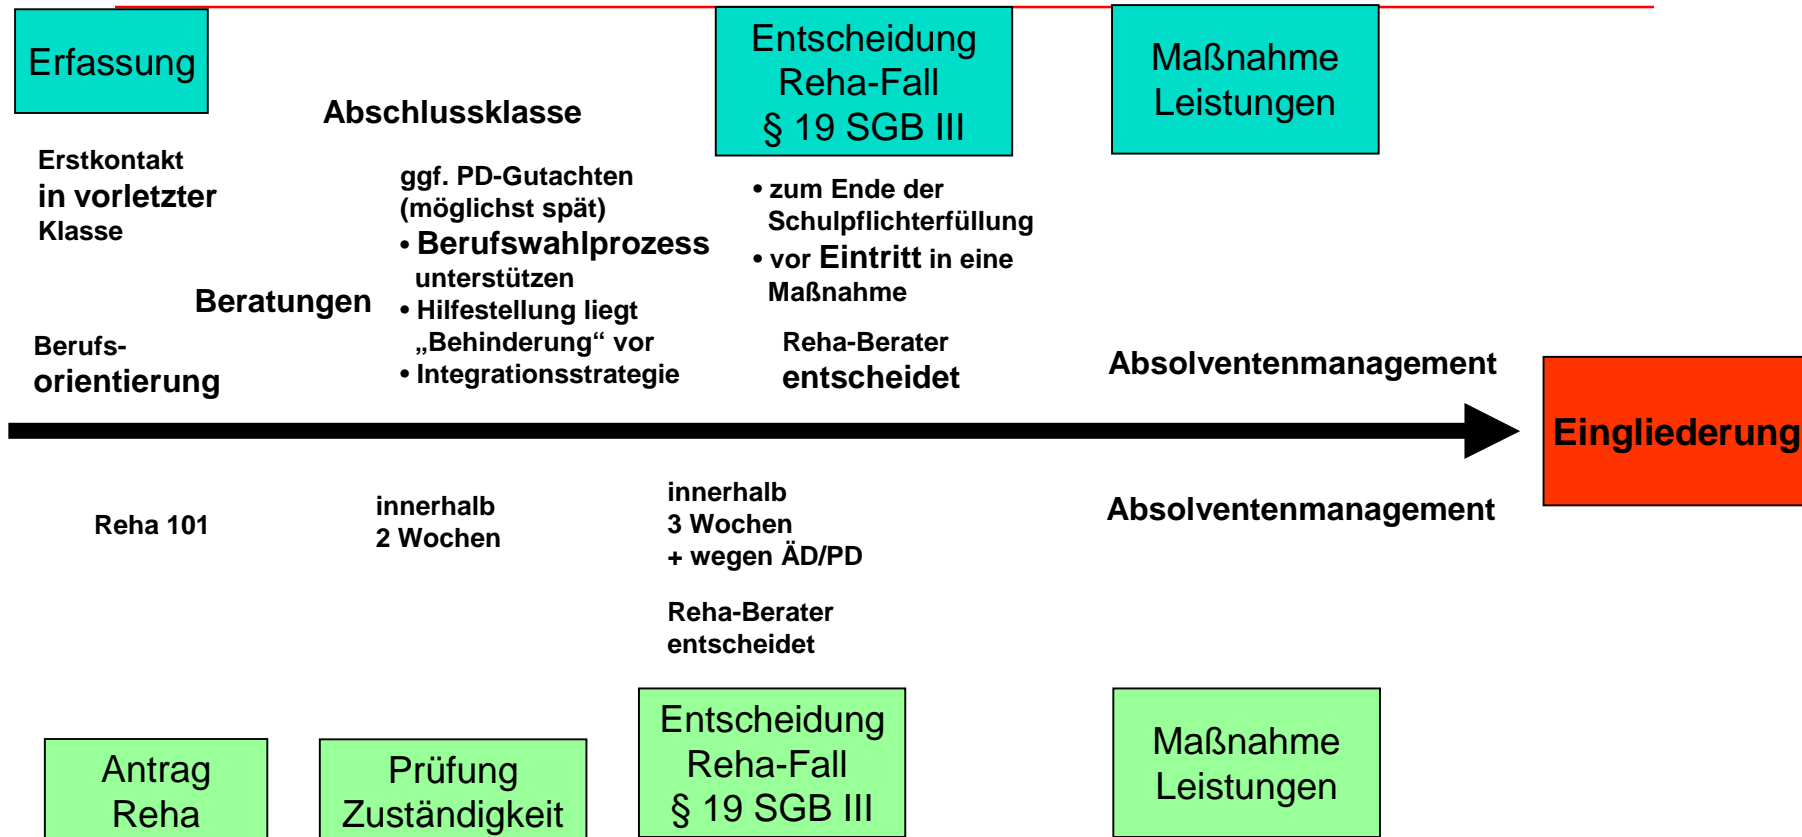 Erfassung
Erstkontakt
in vorletzter
Klasse
Berufs-
orientierung
Beratungen
Abschlussklasse
ggf. PD-Gutachten
(möglichst spät)
• Berufswahlprozess
unterstützen
• Hilfestellung liegt
„Behinderung“ vor
• Integrationsstrategie
Entscheidung
Reha-Fall
§ 19 SGB III
• zum Ende der
Schulpflichterfüllung
• vor Eintritt in eine
Maßnahme
Reha-Berater
entscheidet
Maßnahme
Leistungen
Absolventenmanagement
Eingliederung
Reha 101
innerhalb
2 Wochen
innerhalb
3 Wochen
+ wegen ÄD/PD
Reha-Berater
entscheidet
Absolventenmanagement
Antrag
Reha
Prüfung
Zuständigkeit
Entscheidung
Reha-Fall
§ 19 SGB III
Maßnahme
Leistungen